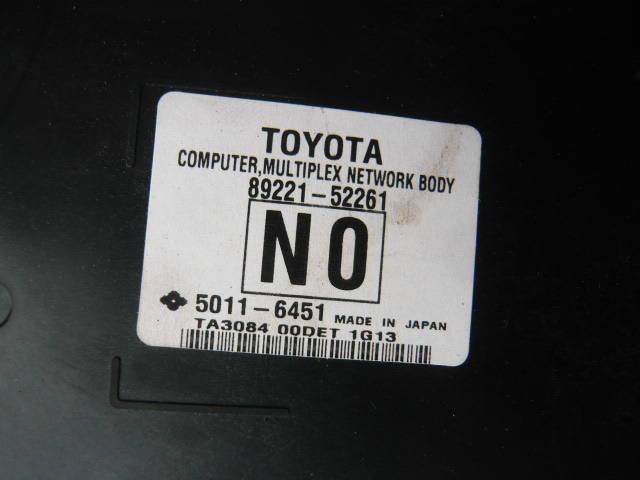 TOYOTA
COMPUTER,MULTIPLEX NETWORK BODY
89221-52261
N0
5011-6451 MADE IN JAPAN
TA3084 00DET 1G13